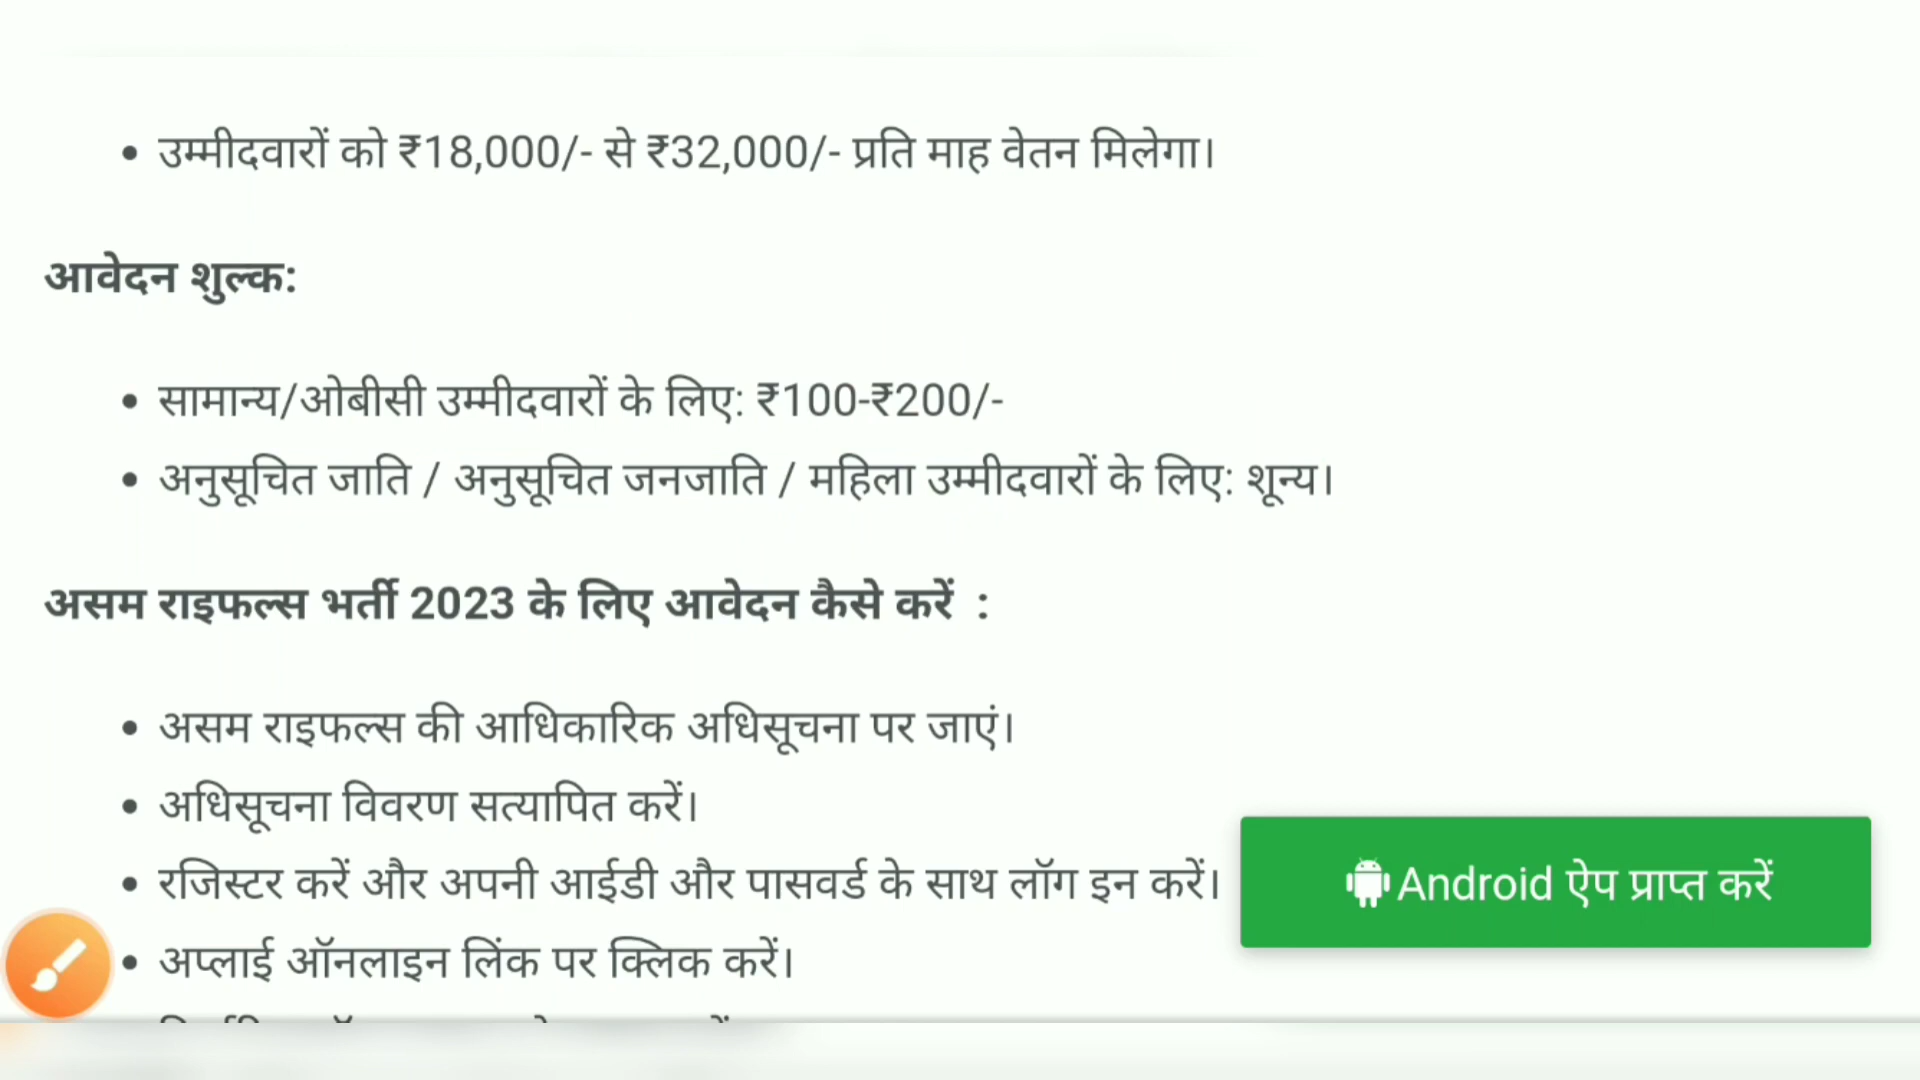 • उम्मीदवारों को ₹18,000/- से ₹32,000/- प्रति माह वेतन मिलेगा।
आवेदन शुल्क:
• सामान्य/ओबीसी उम्मीदवारों के लिए: ₹100-₹200/-
• अनुसूचित जाति / अनुसूचित जनजाति / महिला उम्मीदवारों के लिए: शून्य।
असम राइफल्स भर्ती 2023 के लिए आवेदन कैसे करें :
• असम राइफल्स की आधिकारिक अधिसूचना पर जाएं।
• अधिसूचना विवरण सत्यापित करें।
• रजिस्टर करें और अपनी आईडी और पासवर्ड के साथ लॉग इन करें।
Android ऐप प्राप्त करें
• अप्लाई ऑनलाइन लिंक पर क्लिक करें।